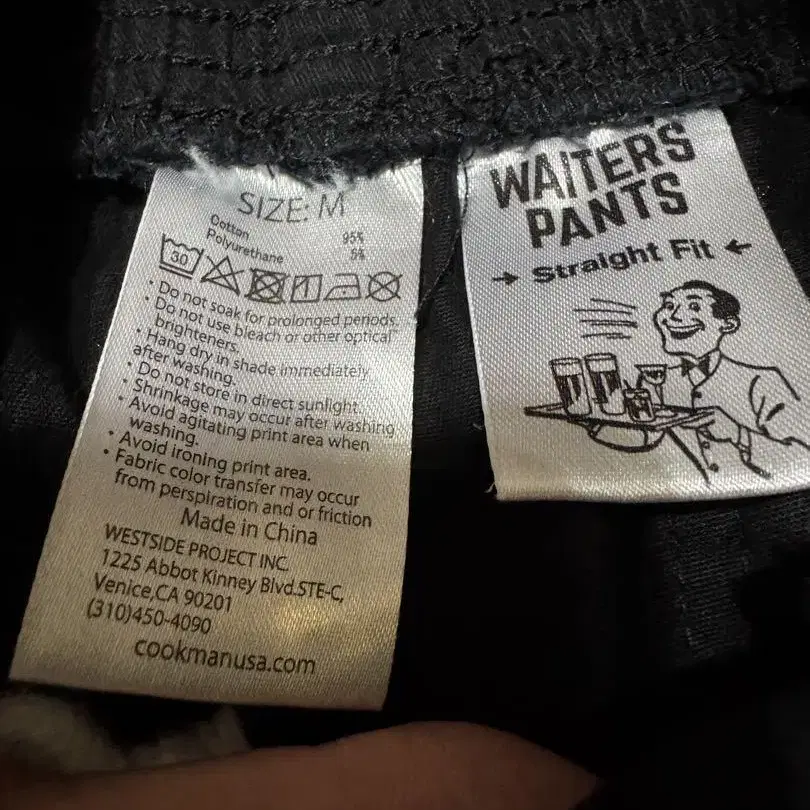 SIZE: M
Cotton 95%
Polyurethane 5%
30
• Do not soak for prolonged periods.
• Do not use bleach or other optical
brighteners.
• Hang dry in shade immediately
after washing.
• Do not store in direct sunlight.
• Shrinkage may occur after washing
• Avoid agitating print area when
washing.
• Avoid ironing print area.
• Fabric color transfer may occur
from perspiration and or friction
Made in China
WESTSIDE PROJECT INC.
1225 Abbot Kinney Blvd.STE-C,
Venice,CA 90201
(310)450-4090
cookmanusa.com
WAITER'S
PANTS
→ Straight Fit ←